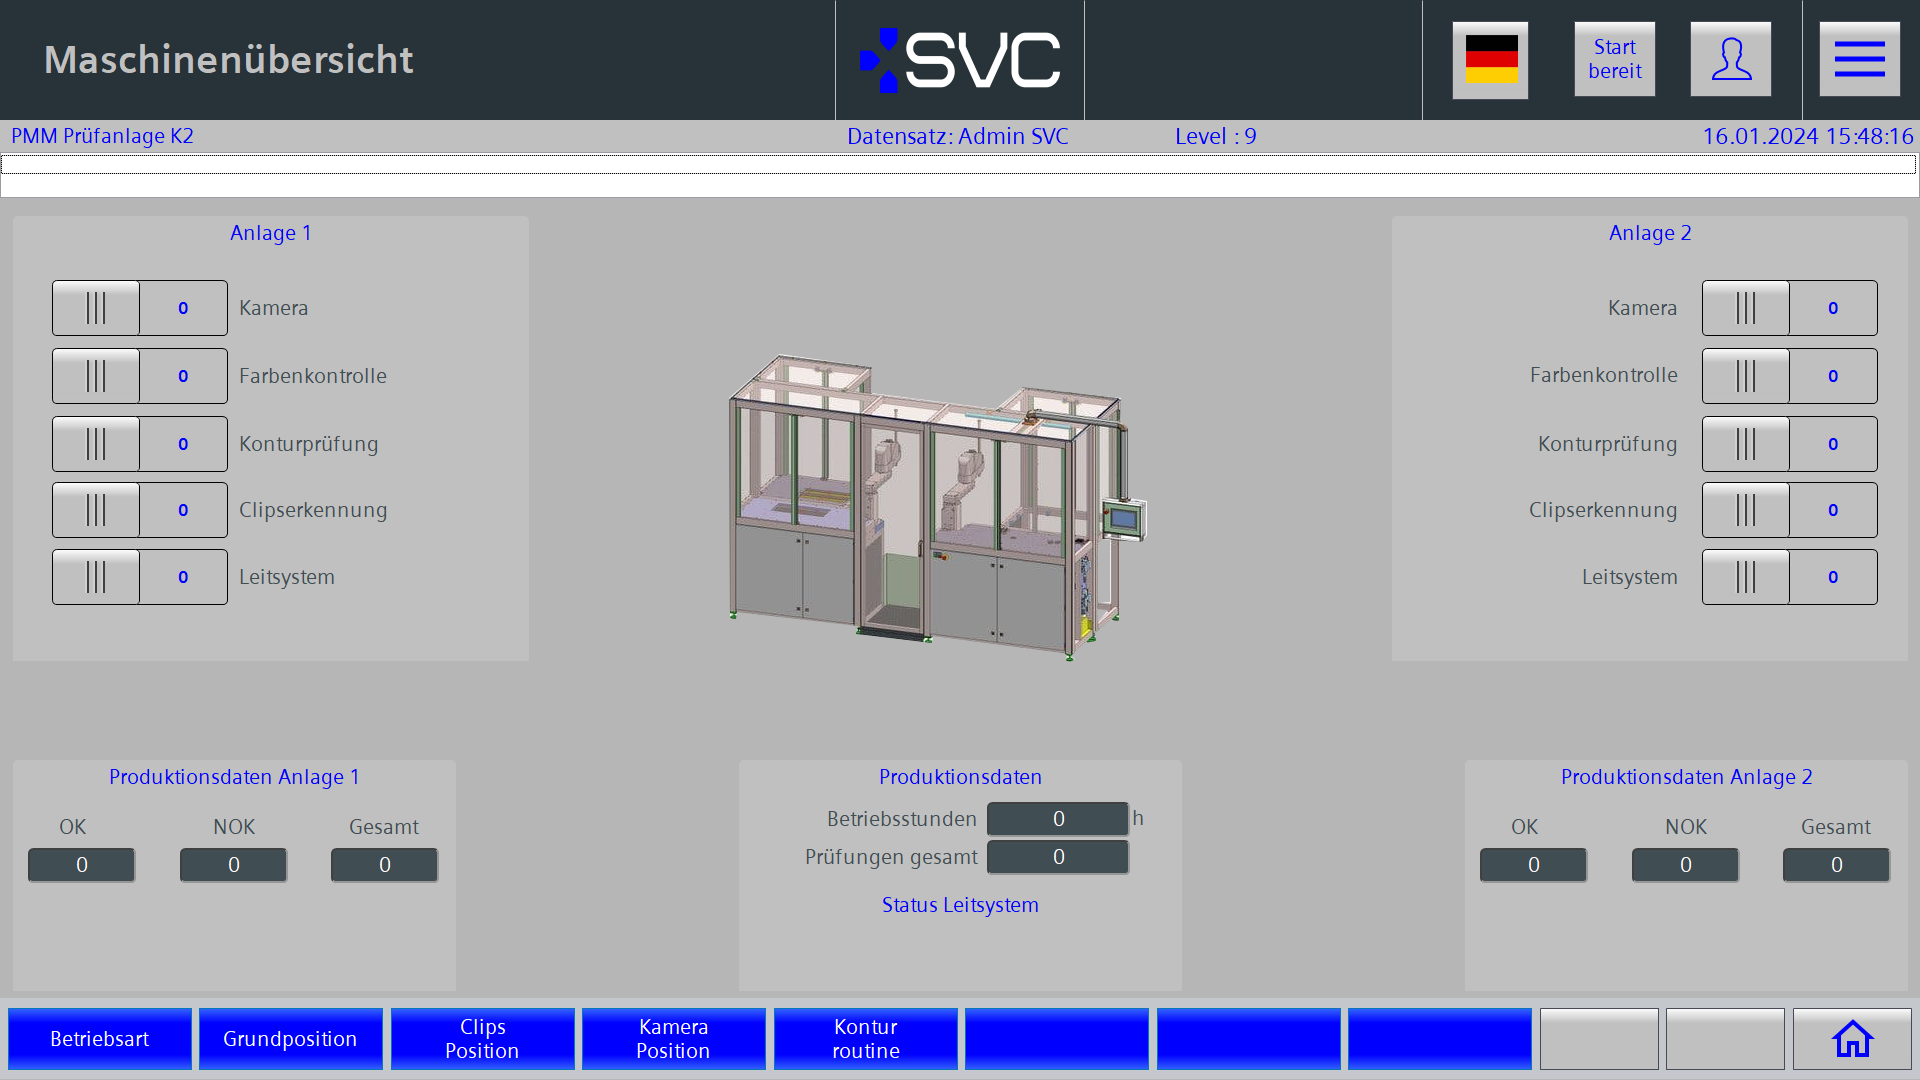 Maschinenübersicht
SVC
Start
bereit
PMM Prüfanlage K2
Datensatz: Admin SVC
Level : 9
16.01.2024 15:48:16
Anlage 1
0
Kamera
0
Farbenkontrolle
0
Konturprüfung
0
Clipserkennung
0
Leitsystem
Anlage 2
Kamera
0
Farbenkontrolle
0
Konturprüfung
0
Clipserkennung
0
Leitsystem
0
Produktionsdaten Anlage 1
OK NOK Gesamt
0 0 0
Produktionsdaten
Betriebsstunden 0 h
Prüfungen gesamt 0
Status Leitsystem
Produktionsdaten Anlage 2
OK NOK Gesamt
0 0 0
Betriebsart
Grundposition
Clips
Position
Kamera
Position
Kontur
routine